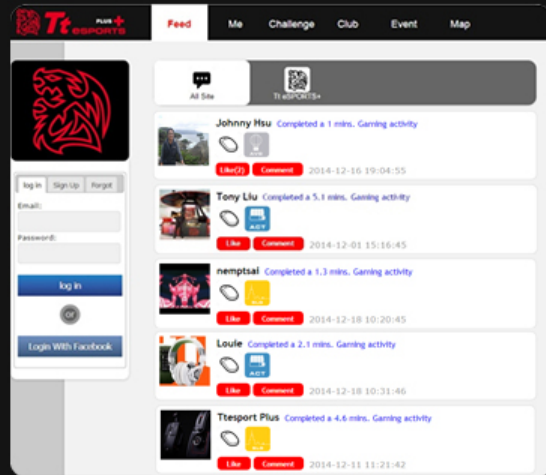 Tt eSPORTS PLUS+
Feed Me Challenge Club Event Map
All Site
Tt eSPORTS+
log in Sign Up Forgot
Email:
Password:
log in
or
Login With Facebook
Johnny Hsu Completed a 1 mins. Gaming activity
Like(2) Comment 2014-12-16 19:04:55
Tony Liu Completed a 5.1 mins. Gaming activity
ACT
Like Comment 2014-12-01 15:16:45
nemptsai Completed a 1.3 mins. Gaming activity
Like Comment 2014-12-18 10:20:45
Louie Completed a 2.1 mins. Gaming activity
ACT
Like Comment 2014-12-18 10:31:46
Ttesport Plus Completed a 4.6 mins. Gaming activity
Like Comment 2014-12-11 11:21:42